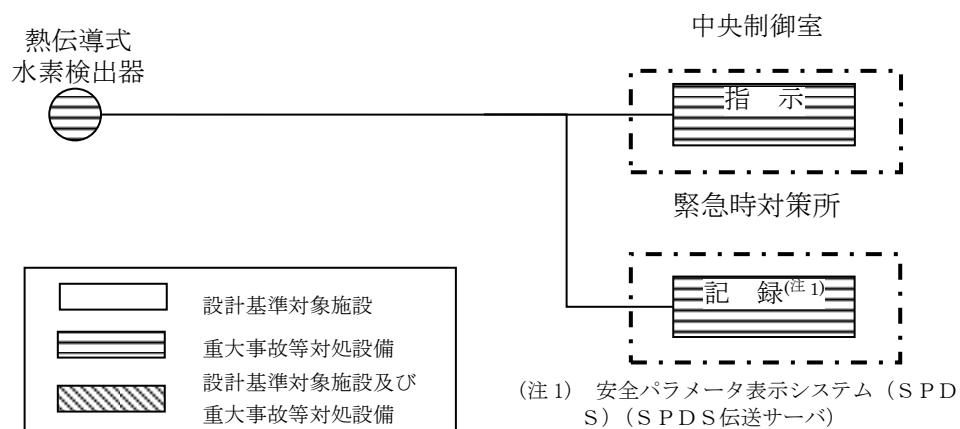 中央制御室
熱伝導式
水素検出器
指　示
緊急時対策所
記　録(注 1)
設計基準対象施設
重大事故等対処設備
設計基準対象施設及び
重大事故等対処設備
(注 1)　安全パラメータ表示システム（ＳＰＤ
Ｓ）（ＳＰＤＳ伝送サーバ）